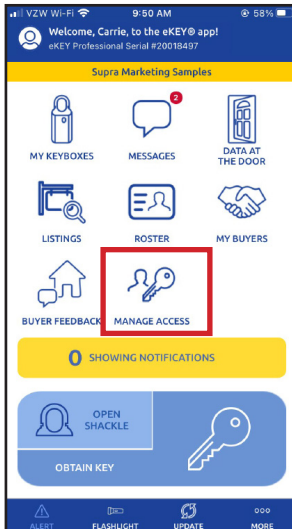 VZW Wi-Fi 9:50 AM 58%
Welcome, Carrie, to the eKEY® app!
eKEY Professional Serial #20018497
Supra Marketing Samples
2
MY KEYBOXES MESSAGES DATA AT THE DOOR
LISTINGS ROSTER MY BUYERS
BUYER FEEDBACK MANAGE ACCESS
0 SHOWING NOTIFICATIONS
OPEN
SHACKLE
OBTAIN KEY
ALERT FLASHLIGHT UPDATE MORE